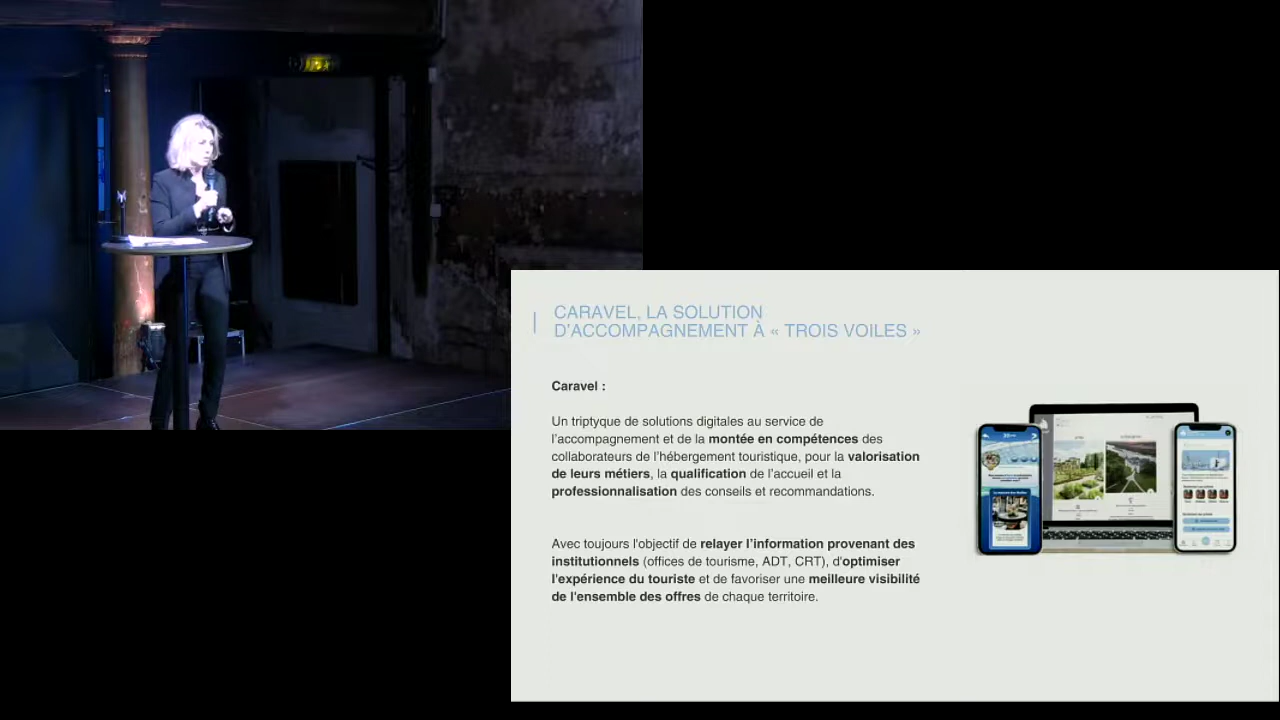 CARAVEL, LA SOLUTION
D'ACCOMPAGNEMENT À « TROIS VOILES »
Caravel :
Un triptyque de solutions digitales au service de
l'accompagnement et de la montée en compétences des
collaborateurs de l'hébergement touristique, pour la valorisation
de leurs métiers, la qualification de l'accueil et la
professionnalisation des conseils et recommandations.
Avec toujours l'objectif de relayer l'information provenant des
institutionnels (offices de tourisme, ADT, CRT), d'optimiser
l'expérience du touriste et de favoriser une meilleure visibilité
de l'ensemble des offres de chaque territoire.